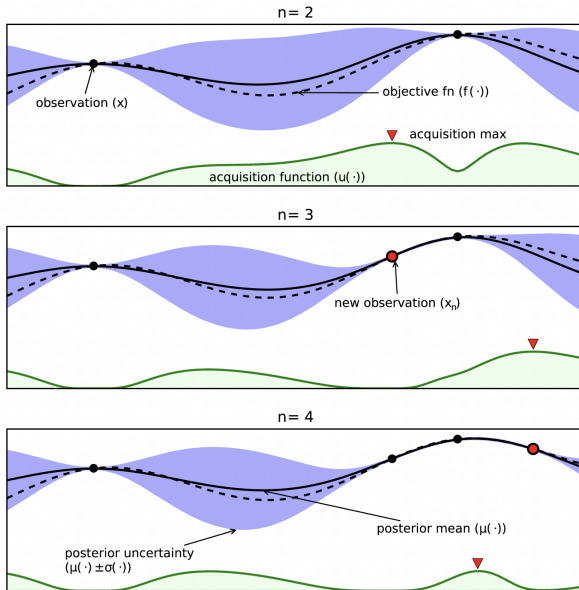 n= 2
observation (x)
objective fn (f(·))
acquisition max
acquisition function (u(·))
n= 3
new observation (xₙ)
n= 4
posterior mean (μ(·))
posterior uncertainty
(μ(·) ±σ(·))